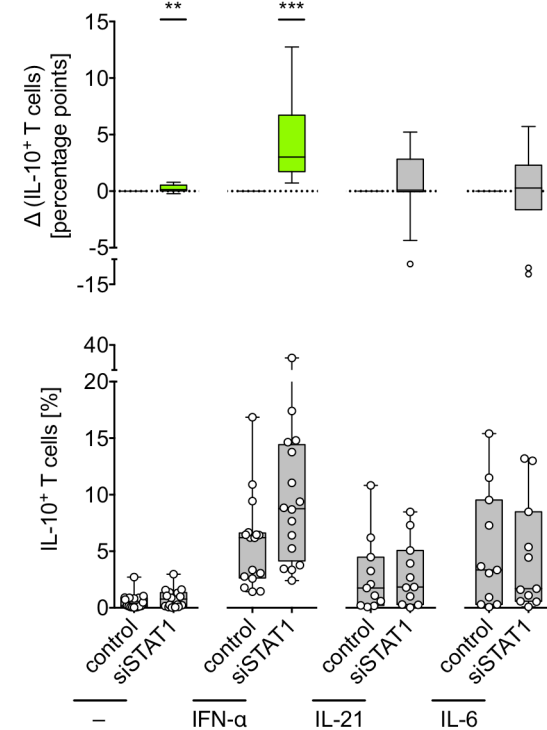 ** ***
15
10
5
0
-5
-15
Δ (IL-10⁺ T cells)
[percentage points]
40
20
15
10
5
0
IL-10⁺ T cells [%]
control siSTAT1 control siSTAT1 control siSTAT1 control siSTAT1
– IFN-α IL-21 IL-6